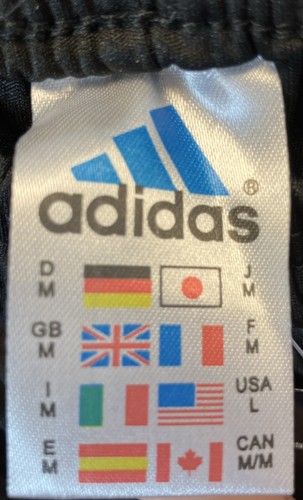 adidas®
D J
M M
GB F
M M
I USA
M L
E CAN
M M/M